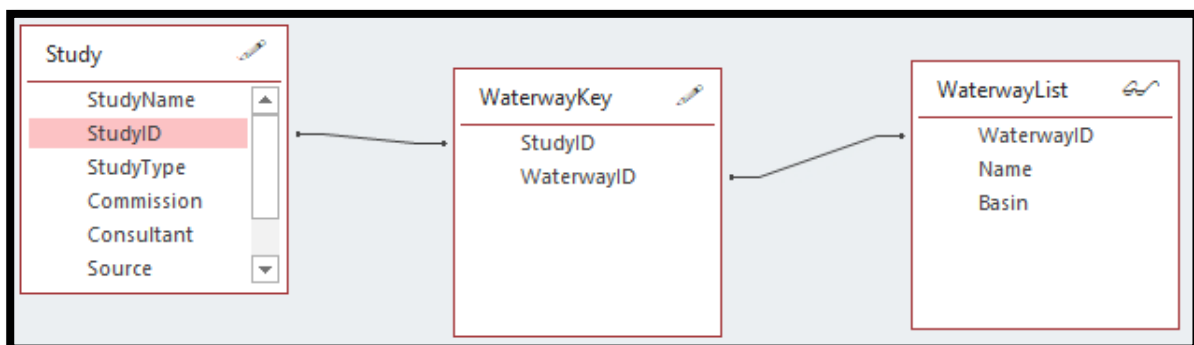 Study
StudyName
StudyID
StudyType
Commission
Consultant
Source
WaterwayKey
StudyID
WaterwayID
WaterwayList
WaterwayID
Name
Basin